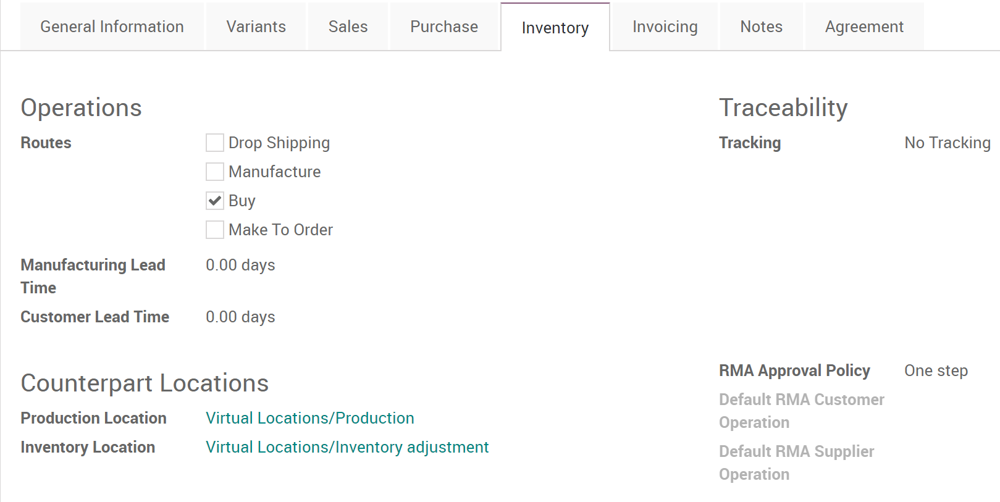 General Information
Variants
Sales
Purchase
Inventory
Invoicing
Notes
Agreement
Operations
Routes
Drop Shipping
Manufacture
Buy
Make To Order
Manufacturing Lead
Time
0.00 days
Customer Lead Time
0.00 days
Traceability
Tracking
No Tracking
Counterpart Locations
Production Location
Virtual Locations/Production
Inventory Location
Virtual Locations/Inventory adjustment
RMA Approval Policy
One step
Default RMA Customer
Operation
Default RMA Supplier
Operation